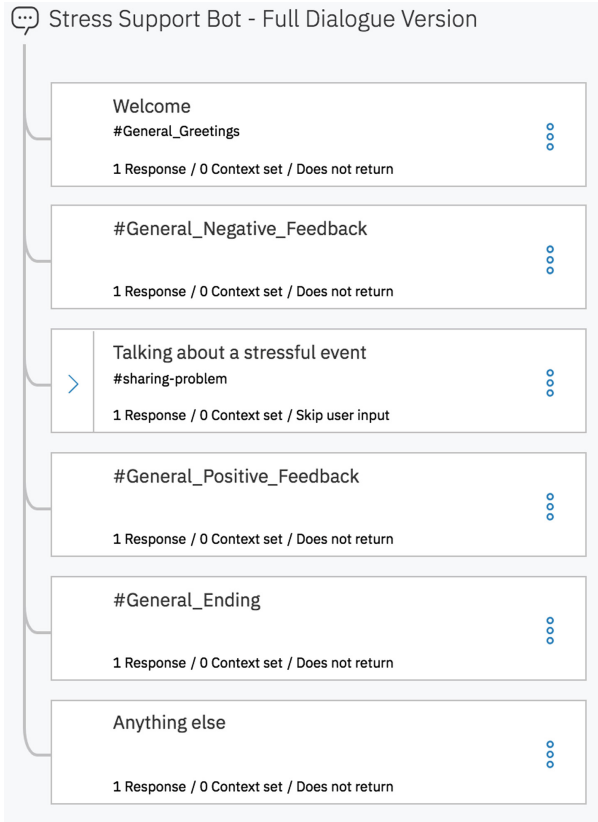 Stress Support Bot - Full Dialogue Version
Welcome
#General_Greetings
1 Response / 0 Context set / Does not return
#General_Negative_Feedback
1 Response / 0 Context set / Does not return
Talking about a stressful event
#sharing-problem
1 Response / 0 Context set / Skip user input
#General_Positive_Feedback
1 Response / 0 Context set / Does not return
#General_Ending
1 Response / 0 Context set / Does not return
Anything else
1 Response / 0 Context set / Does not return